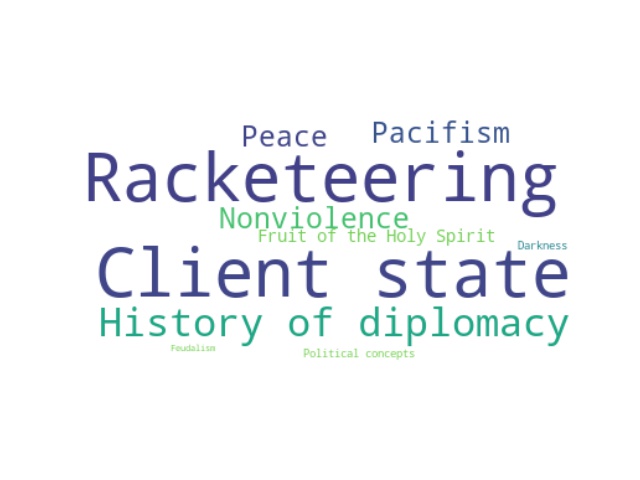 Peace Pacifism
Racketeering
Nonviolence
Fruit of the Holy Spirit
Darkness
Client state
History of diplomacy
Feudalism
Political concepts